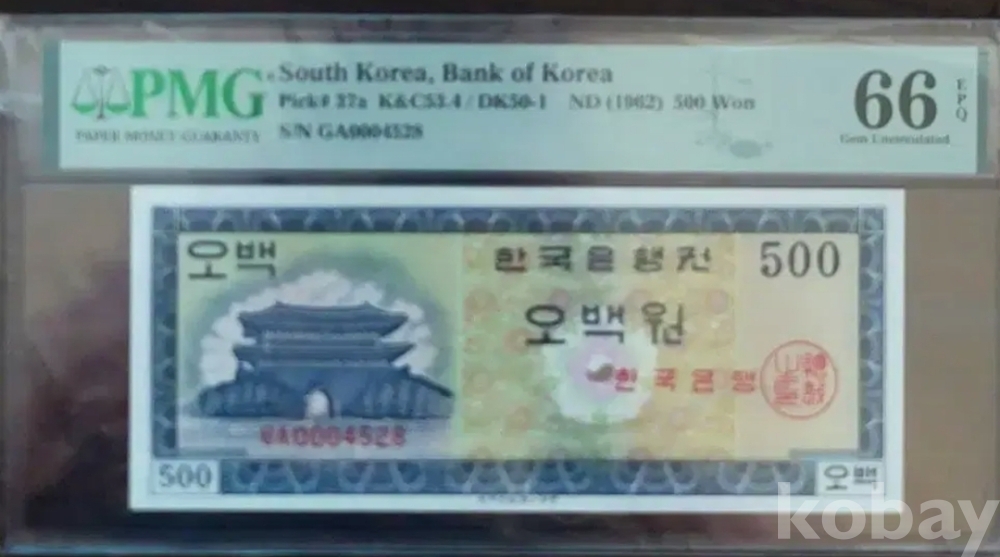 PMG
PAPER MONEY GUARANTY
South Korea, Bank of Korea
Pick# 37a K&C53.4 / DK50-1 ND (1962) 500 Won
S/N GA0004528
66 EPQ
Gem Uncirculated
오백
한국은행권
500
오백원
한국은행
GA0004528
500
오백
kobay